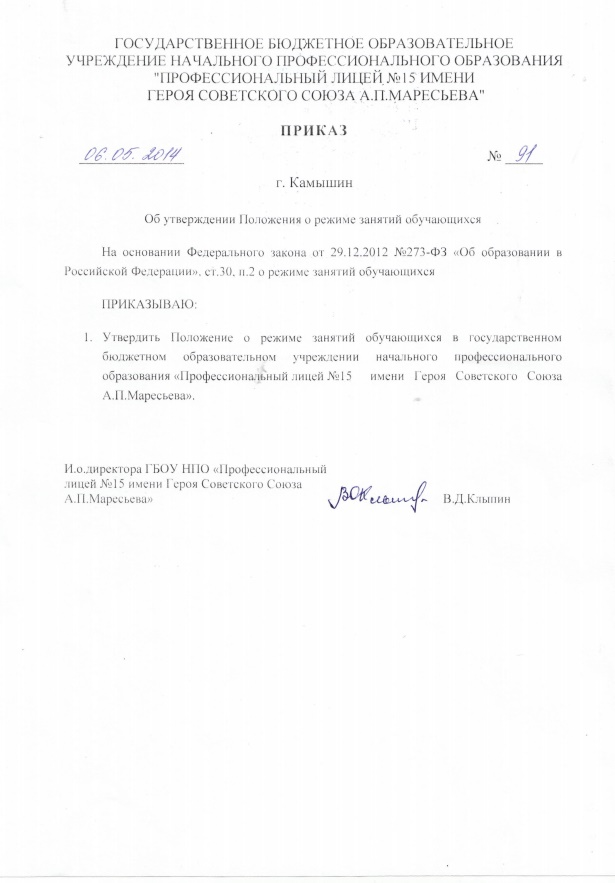 ГОСУДАРСТВЕННОЕ БЮДЖЕТНОЕ ОБРАЗОВАТЕЛЬНОЕ
УЧРЕЖДЕНИЕ НАЧАЛЬНОГО ПРОФЕССИОНАЛЬНОГО ОБРАЗОВАНИЯ
"ПРОФЕССИОНАЛЬНЫЙ ЛИЦЕЙ №15 ИМЕНИ
ГЕРОЯ СОВЕТСКОГО СОЮЗА А.П.МАРЕСЬЕВА"
ПРИКАЗ
06.05.2014 № 91
г. Камышин
Об утверждении Положения о режиме занятий обучающихся
На основании Федерального закона от 29.12.2012 №273-ФЗ «Об образовании в
Российской Федерации», ст.30, п.2 о режиме занятий обучающихся
ПРИКАЗЫВАЮ:
1. Утвердить Положение о режиме занятий обучающихся в государственном
бюджетном образовательном учреждении начального профессионального
образования «Профессиональный лицей №15 имени Героя Советского Союза
А.П.Маресьева».
И.о.директора ГБОУ НПО «Профессиональный
лицей №15 имени Героя Советского Союза
А.П.Маресьева» В.Д.Клыпин